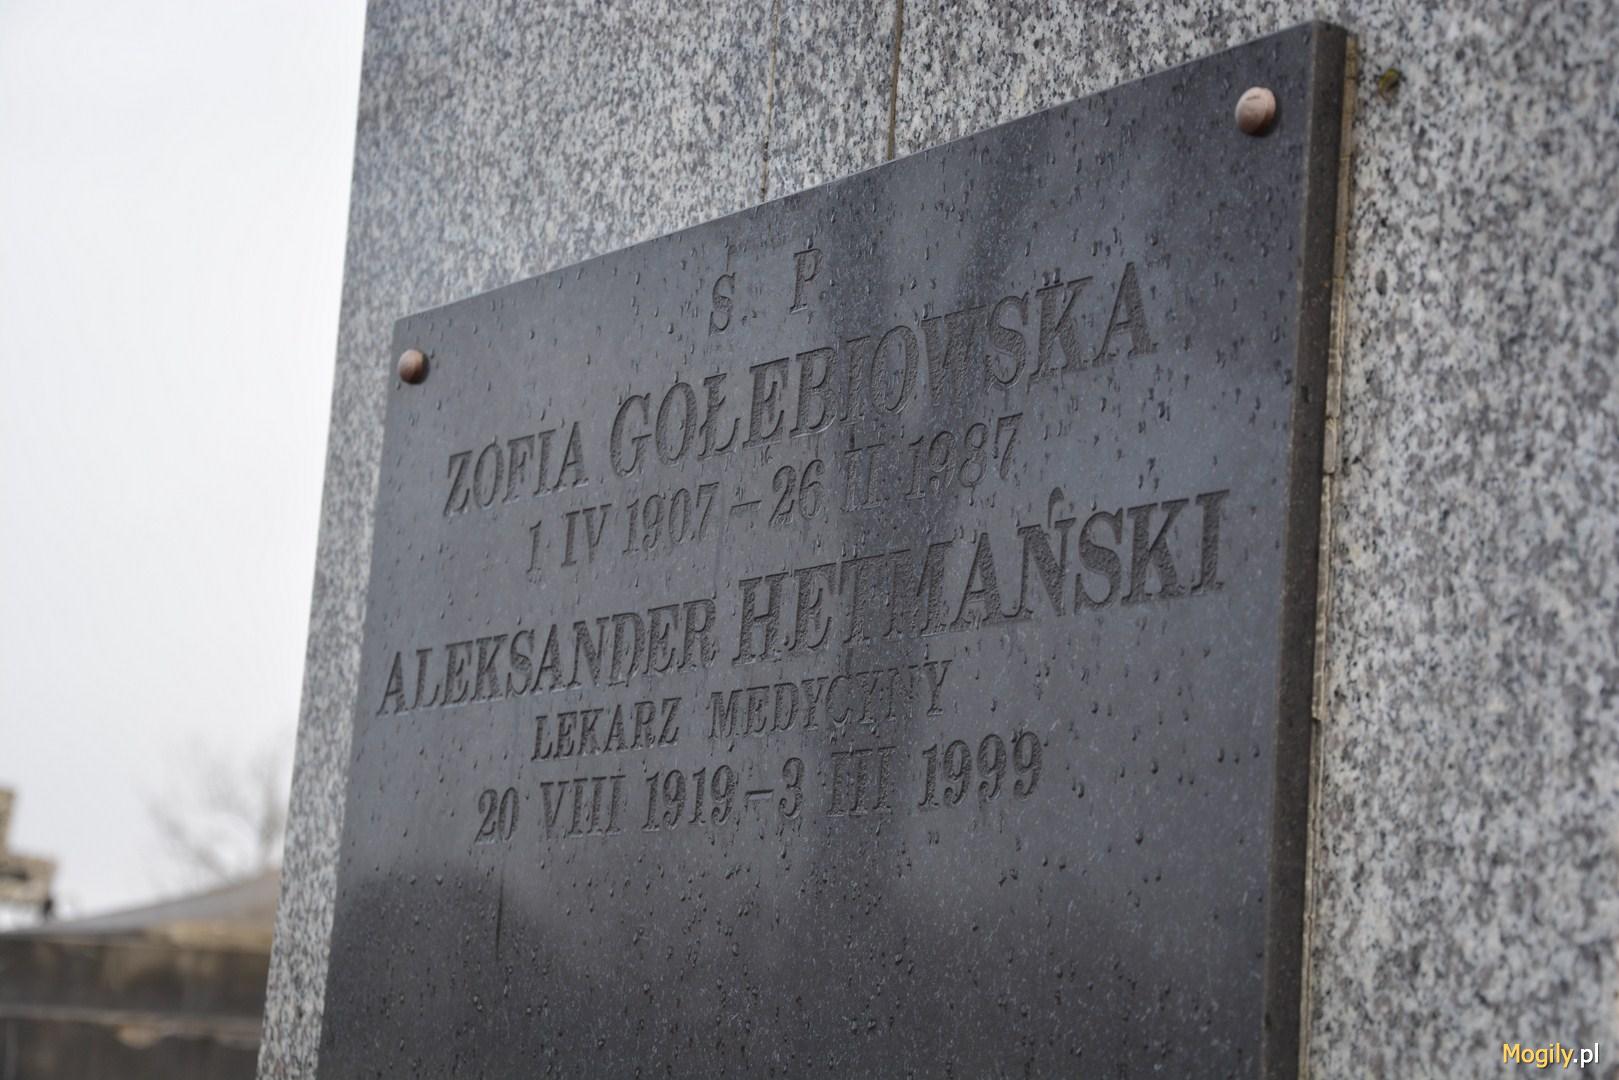 S. P.
ZOFIA GOŁEBIOWSKA
1 IV 1907 – 26 II 1987
ALEKSANDER HETMAŃSKI
LEKARZ MEDYCYNY
20 VIII 1919 – 3 III 1999
Mogily.pl